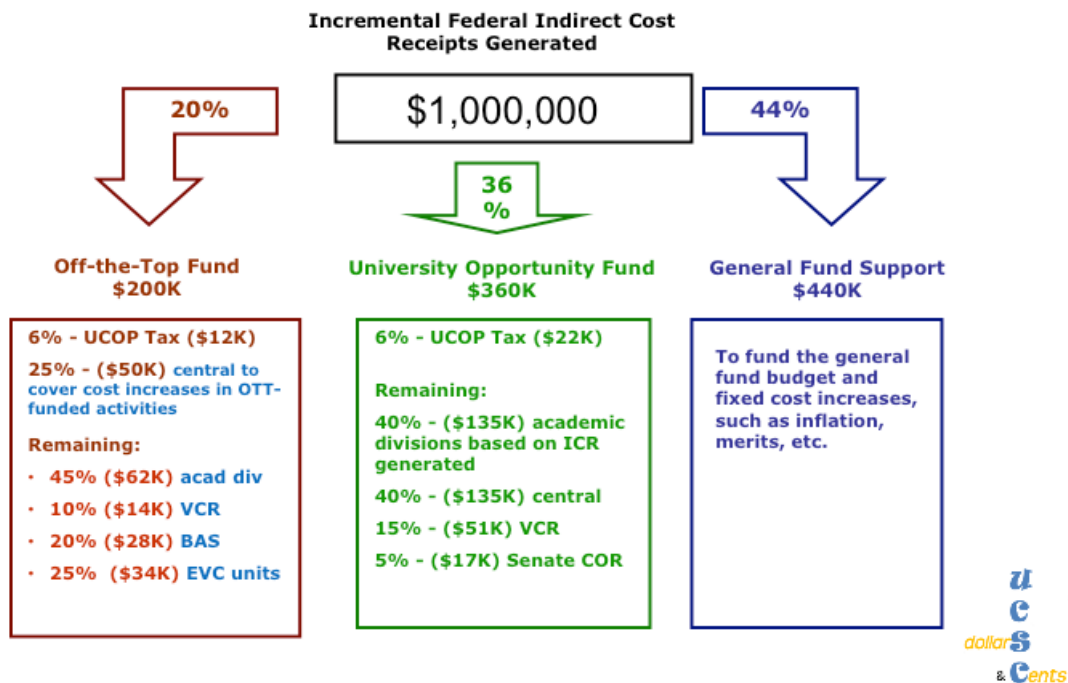 Incremental Federal Indirect Cost
Receipts Generated
$1,000,000
20%
36
%
44%
Off-the-Top Fund
$200K
6% - UCOP Tax ($12K)
25% - ($50K) central to
cover cost increases in OTT-
funded activities
Remaining:
• 45% ($62K) acad div
• 10% ($14K) VCR
• 20% ($28K) BAS
• 25% ($34K) EVC units
University Opportunity Fund
$360K
6% - UCOP Tax ($22K)
Remaining:
40% - ($135K) academic
divisions based on ICR
generated
40% - ($135K) central
15% - ($51K) VCR
5% - ($17K) Senate COR
General Fund Support
$440K
To fund the general
fund budget and
fixed cost increases,
such as inflation,
merits, etc.
u
c
dollars
& Cents